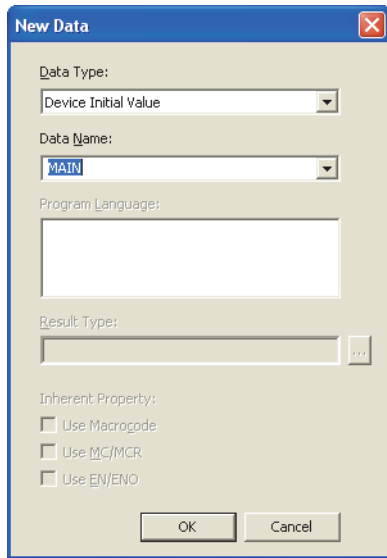 New Data
Data Type:
Device Initial Value
Data Name:
MAIN
Program Language:
Result Type:
...
Inherent Property:
Use Macrocode
Use MC/MCR
Use EN/ENO
OK
Cancel